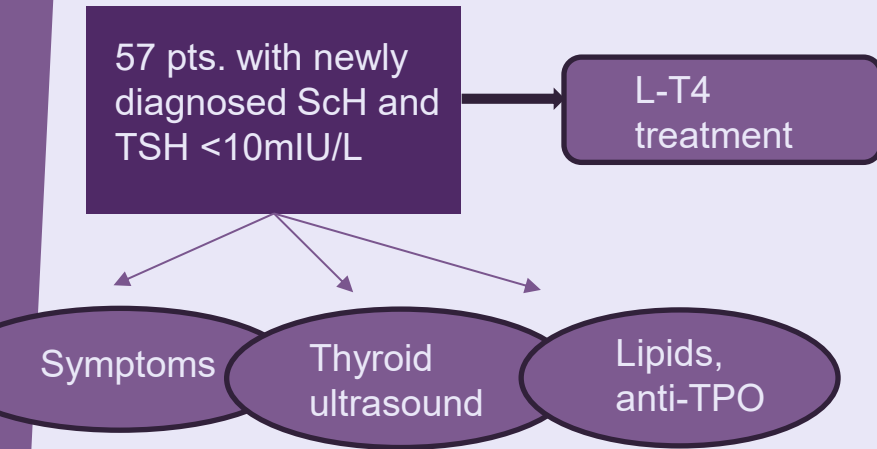 57 pts. with newly
diagnosed ScH and
TSH <10mIU/L
L-T4
treatment
Symptoms
Thyroid
ultrasound
Lipids,
anti-TPO